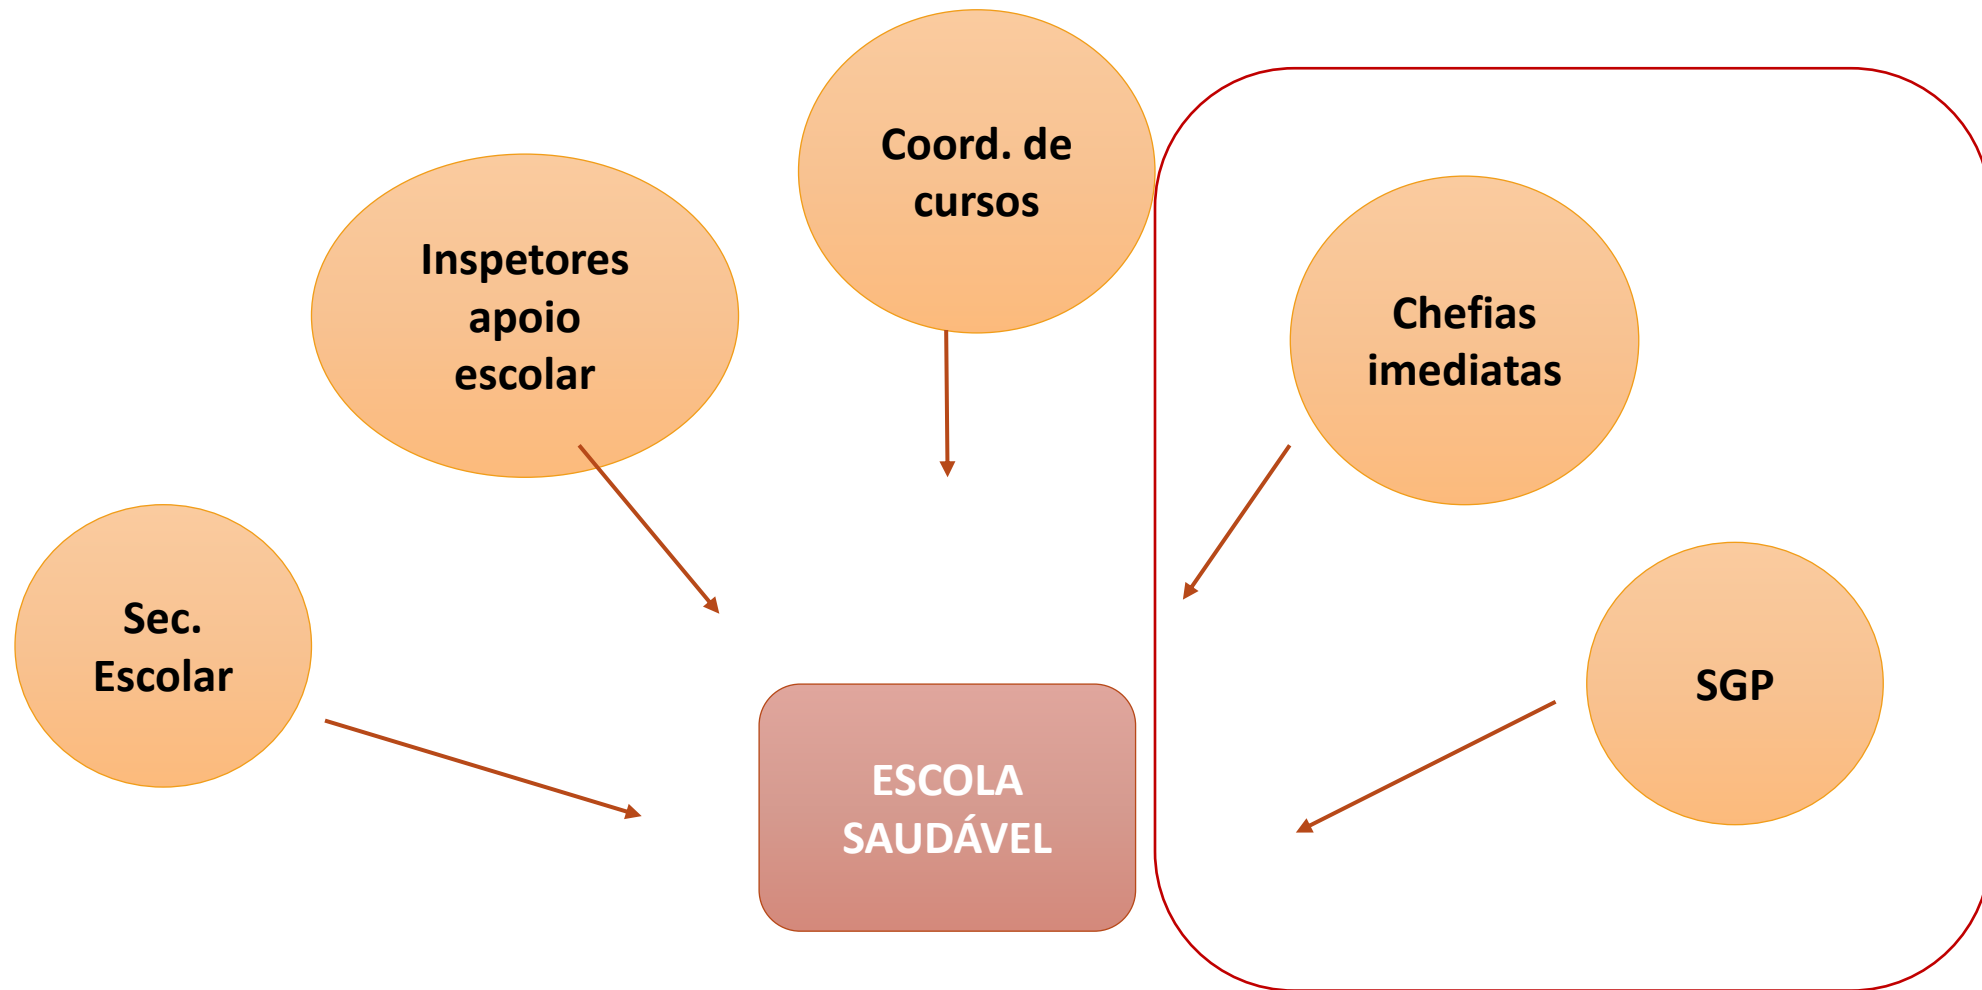 Coord. de
cursos
Inspetores
apoio
escolar
Chefias
imediatas
Sec.
Escolar
SGP
ESCOLA
SAUDÁVEL